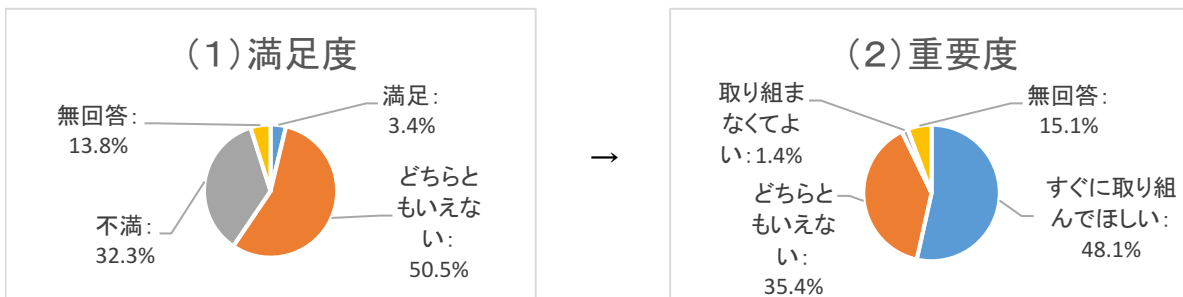 (1)満足度
満足:
3.4%
無回答:
13.8%
どちらと
もいえな
い:
50.5%
不満:
32.3%
→
(2)重要度
取り組ま
なくてよ
い:1.4%
無回答:
15.1%
どちらと
もいえな
い:
35.4%
すぐに取り組
んでほしい:
48.1%